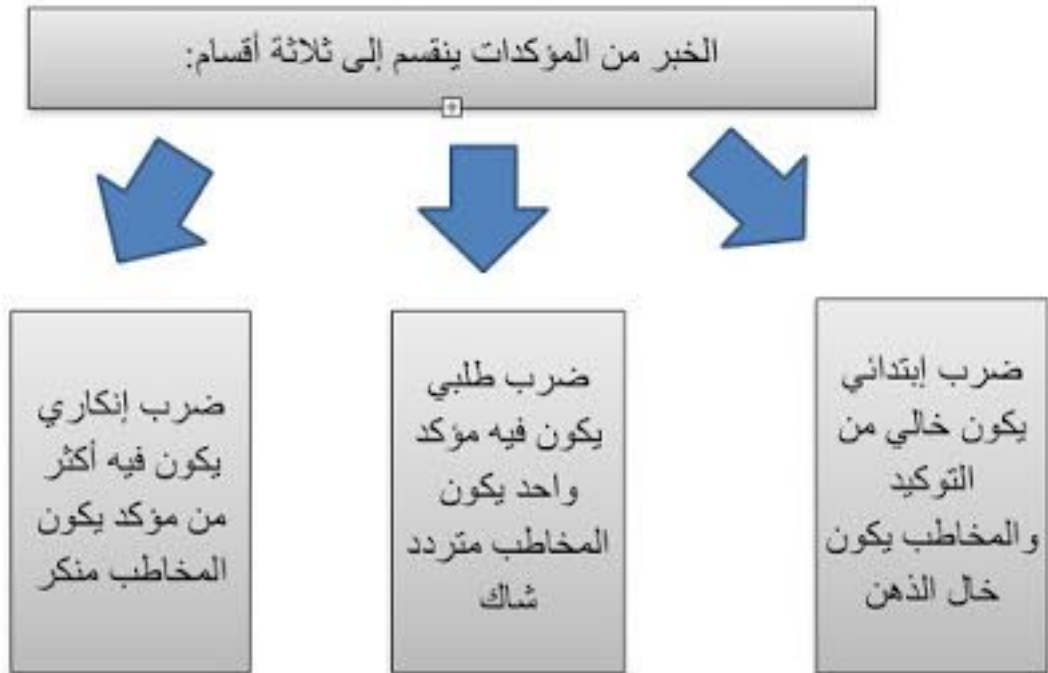 الخبر من المؤكدات ينقسم إلى ثلاثة أقسام:
ضرب إبتدائي
يكون خالي من
التوكيد
والمخاطب يكون
خال الذهن
ضرب طلبي
يكون فيه مؤكد
واحد يكون
المخاطب متردد
شاك
ضرب إنكاري
يكون فيه أكثر
من مؤكد يكون
المخاطب منكر